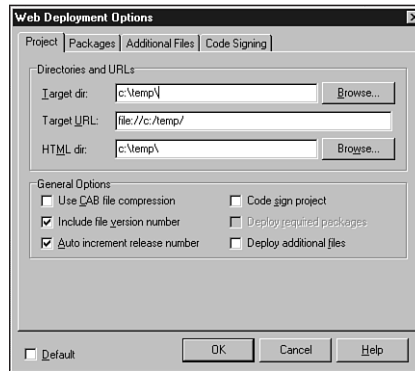 Web Deployment Options
Project Packages Additional Files Code Signing
Directories and URLs
Target dir: c:\temp\ Browse...
Target URL: file://c:/temp/
HTML dir: c:\temp\ Browse...
General Options
Use CAB file compression Code sign project
Include file version number Deploy required packages
Auto increment release number Deploy additional files
Default OK Cancel Help